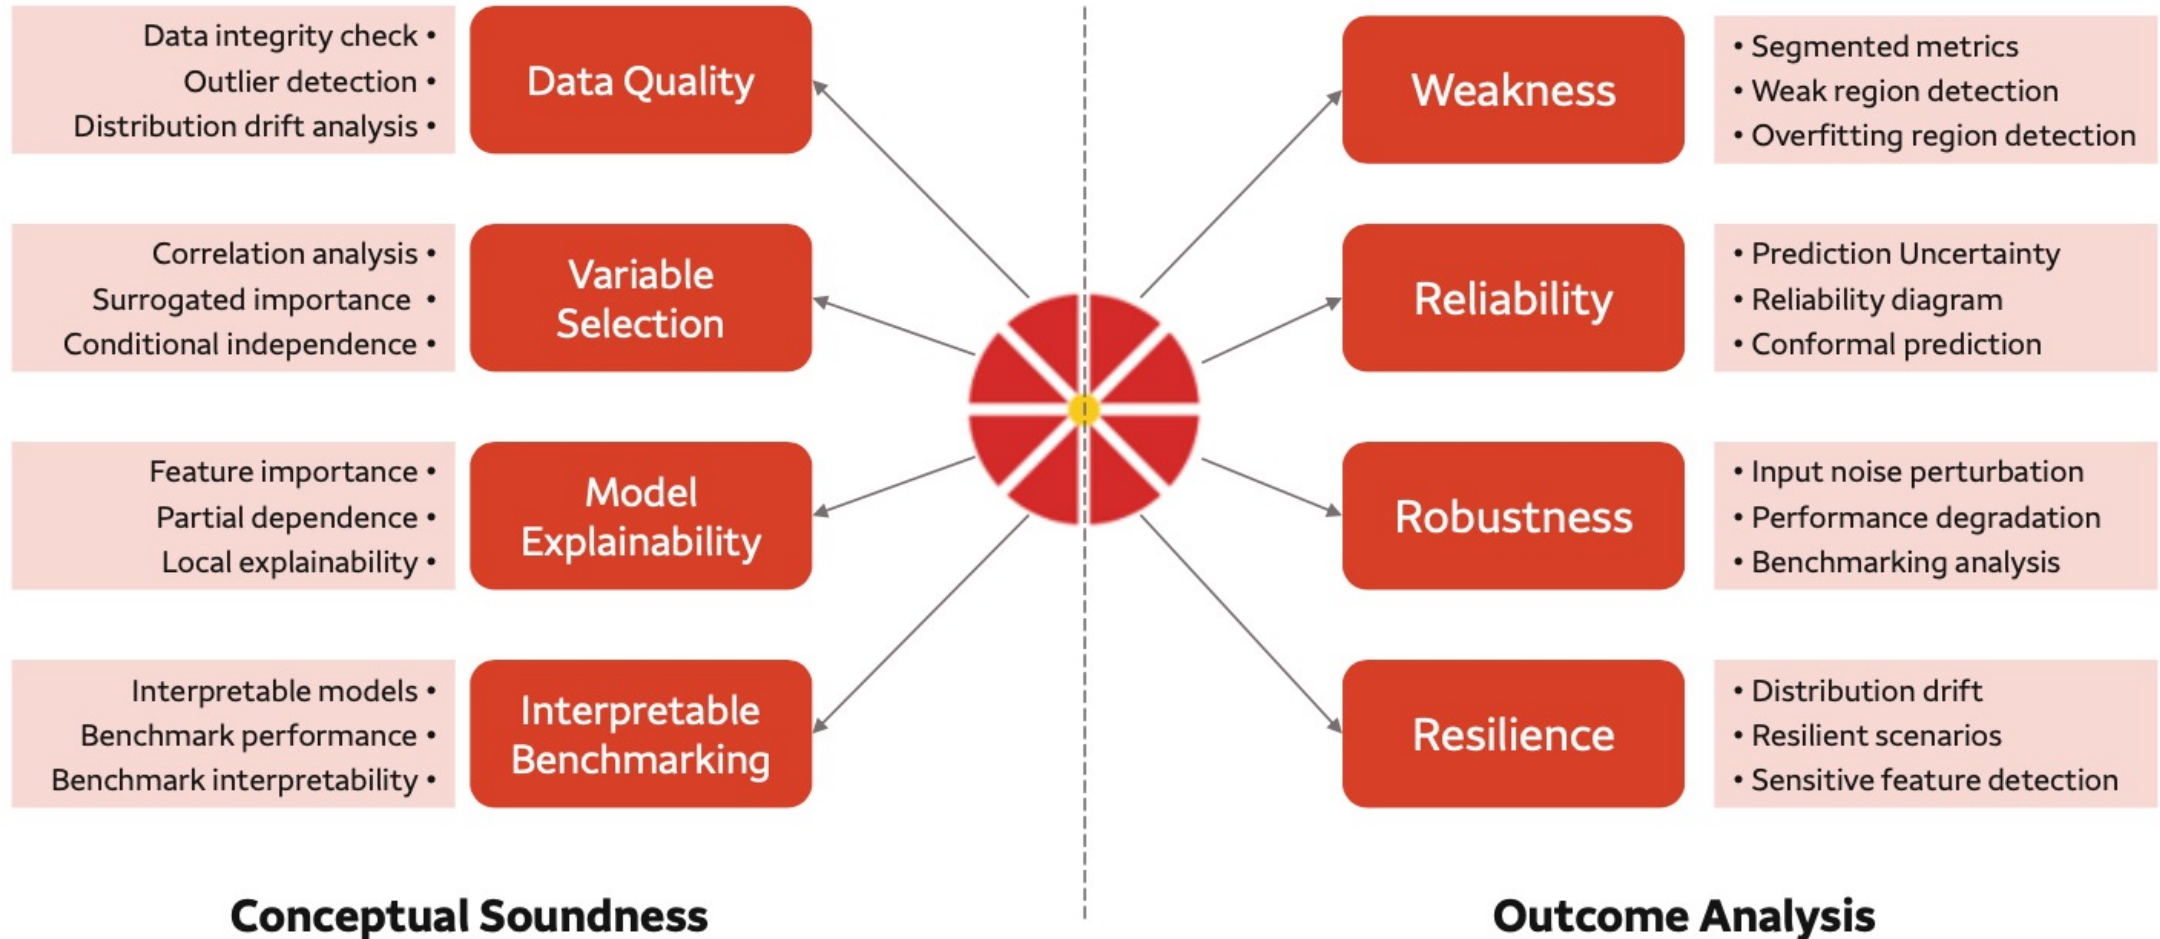 Data integrity check •
Outlier detection •
Distribution drift analysis •
Data Quality
Correlation analysis •
Surrogated importance •
Conditional independence •
Variable
Selection
Feature importance •
Partial dependence •
Local explainability •
Model
Explainability
Interpretable models •
Benchmark performance •
Benchmark interpretability •
Interpretable
Benchmarking
Conceptual Soundness
Weakness
• Segmented metrics
• Weak region detection
• Overfitting region detection
Reliability
• Prediction Uncertainty
• Reliability diagram
• Conformal prediction
Robustness
• Input noise perturbation
• Performance degradation
• Benchmarking analysis
Resilience
• Distribution drift
• Resilient scenarios
• Sensitive feature detection
Outcome Analysis